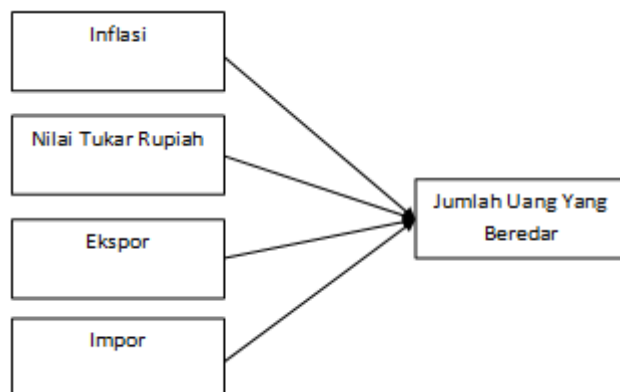 Inflasi
Nilai Tukar Rupiah
Ekspor
Impor
Jumlah Uang Yang
Beredar